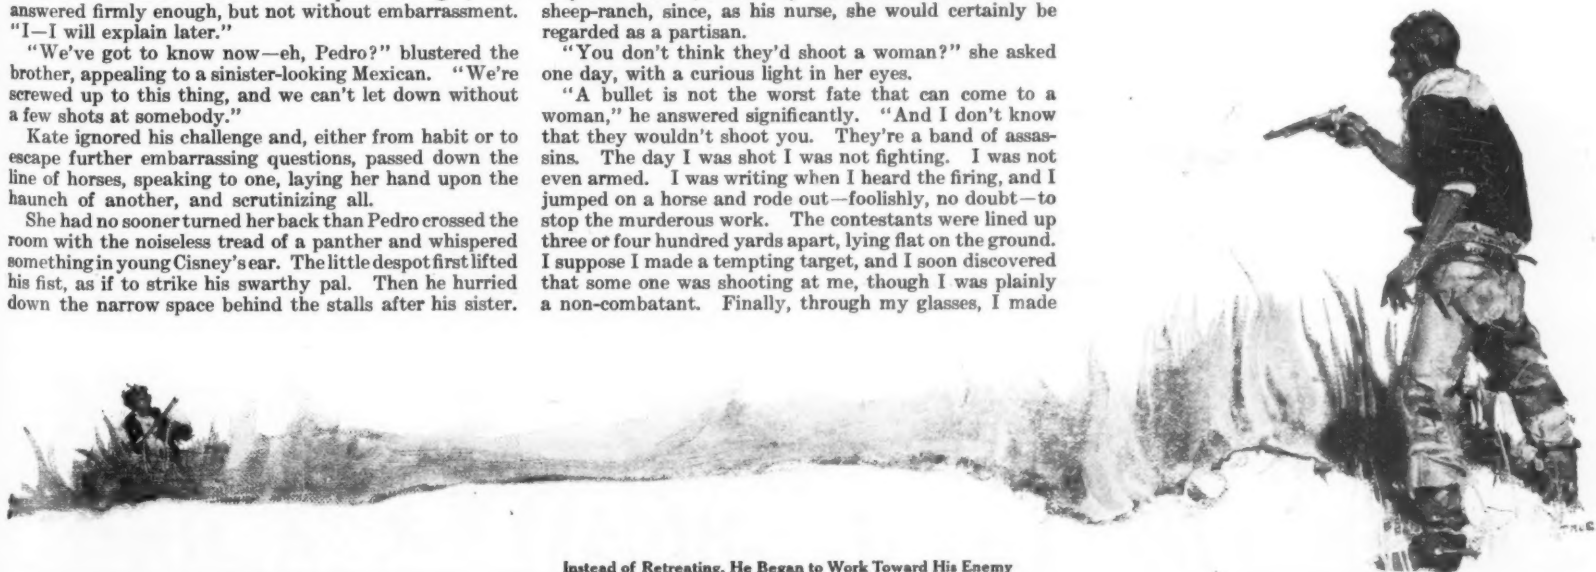 answered firmly enough, but not without embarrassment.
"I—I will explain later."
"We've got to know now—eh, Pedro?" blustered the
brother, appealing to a sinister-looking Mexican. "We're
screwed up to this thing, and we can't let down without
a few shots at somebody."
Kate ignored his challenge and, either from habit or to
escape further embarrassing questions, passed down the
line of horses, speaking to one, laying her hand upon the
haunch of another, and scrutinizing all.
She had no sooner turned her back than Pedro crossed the
room with the noiseless tread of a panther and whispered
something in young Cisney's ear. The little despot first lifted
his fist, as if to strike his swarthy pal. Then he hurried
down the narrow space behind the stalls after his sister.
sheep-ranch, since, as his nurse, she would certainly be
regarded as a partisan.
"You don't think they'd shoot a woman?" she asked
one day, with a curious light in her eyes.
"A bullet is not the worst fate that can come to a
woman," he answered significantly. "And I don't know
that they wouldn't shoot you. They're a band of assas-
sins. The day I was shot I was not fighting. I was not
even armed. I was writing when I heard the firing, and I
jumped on a horse and rode out—foolishly, no doubt—to
stop the murderous work. The contestants were lined up
three or four hundred yards apart, lying flat on the ground.
I suppose I made a tempting target, and I soon discovered
that some one was shooting at me, though I was plainly
a non-combatant. Finally, through my glasses, I made
Instead of Retreating, He Began to Work Toward His Enemy